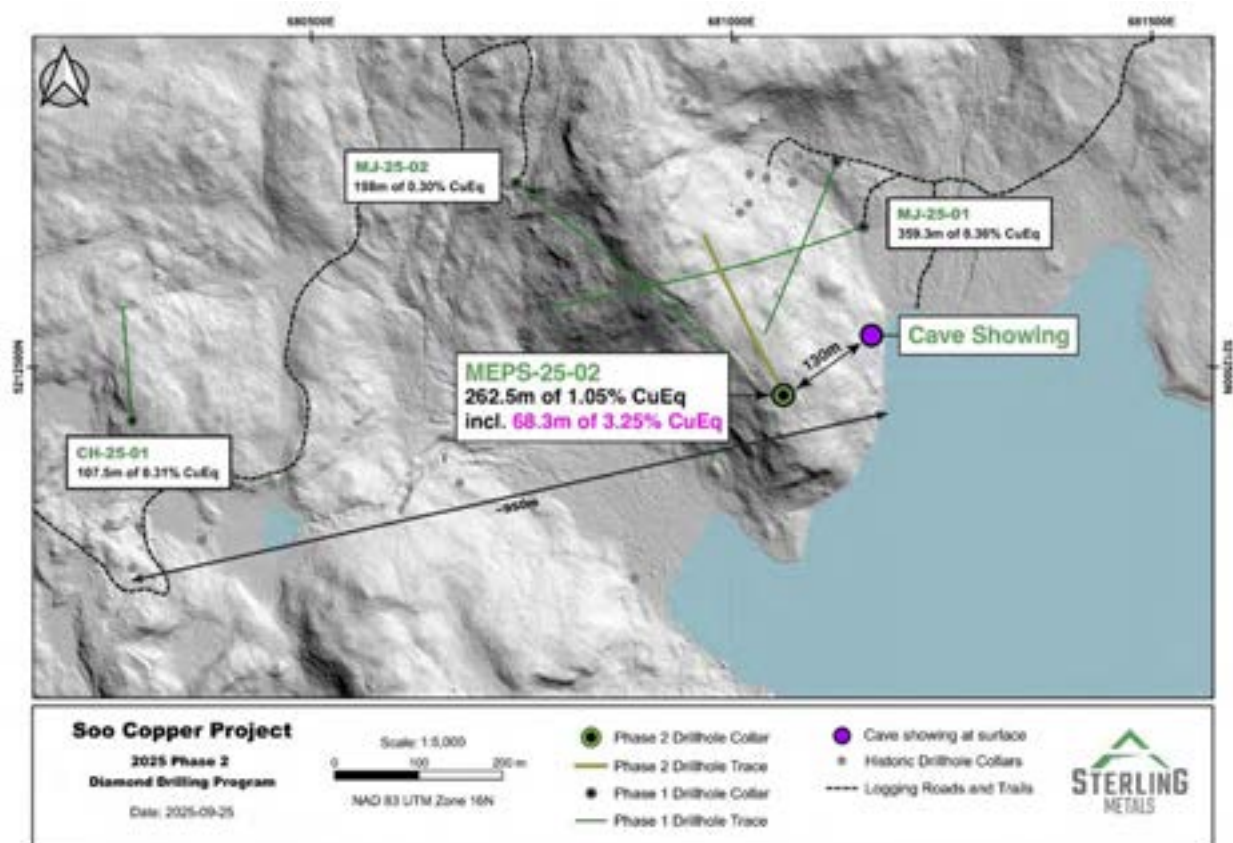 680500E
681000E
681500E
MJ-25-02
198m of 0.30% CuEq
MJ-25-01
359.3m of 0.36% CuEq
Cave Showing
130m
MEPS-25-02
262.5m of 1.05% CuEq
incl. 68.3m of 3.25% CuEq
CH-25-01
107.5m of 0.31% CuEq
~950m
5212500N
5212500N
Soo Copper Project
2025 Phase 2
Diamond Drilling Program
Date: 2025-09-25
Scale: 1:5,000
0 100 200 m
NAD 83 UTM Zone 16N
Phase 2 Drillhole Collar
Phase 2 Drillhole Trace
Phase 1 Drillhole Collar
Phase 1 Drillhole Trace
Cave showing at surface
Historic Drillhole Collars
Logging Roads and Trails
STERLING
METALS